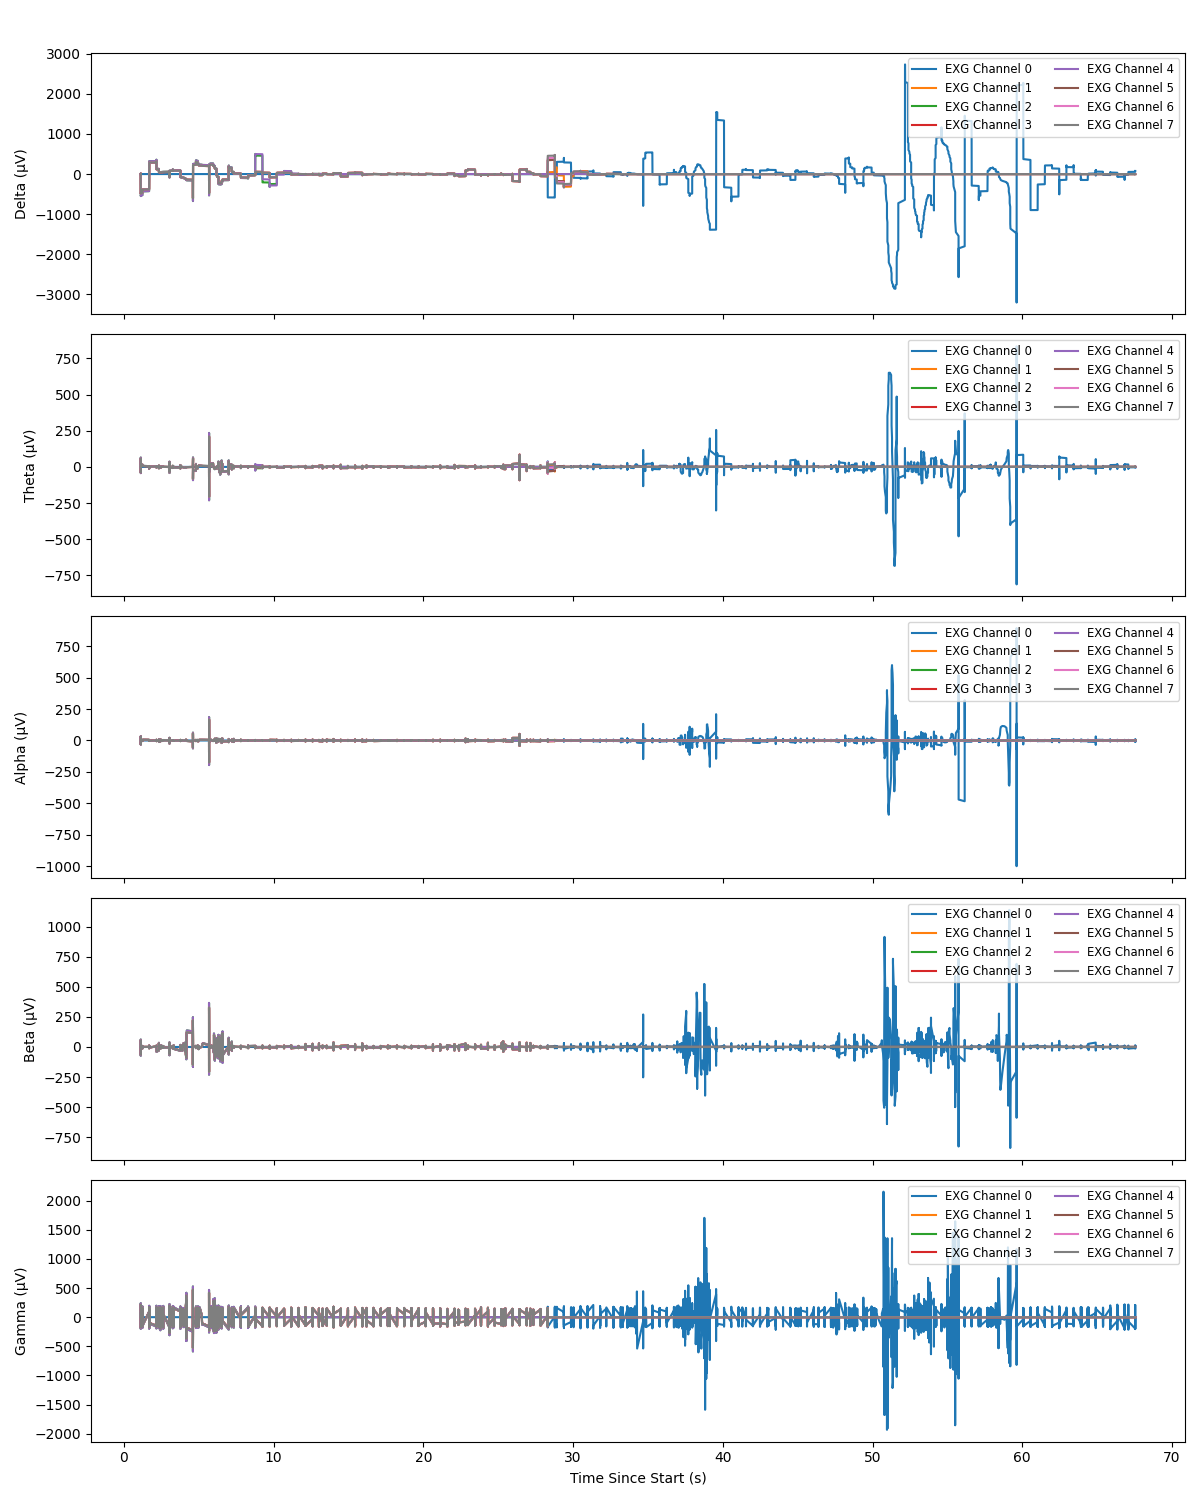 3000
2000
1000
0
−1000
−2000
−3000
Delta (µV)
EXG Channel 0 EXG Channel 4
EXG Channel 1 EXG Channel 5
EXG Channel 2 EXG Channel 6
EXG Channel 3 EXG Channel 7
750
500
250
0
−250
−500
−750
Theta (µV)
EXG Channel 0 EXG Channel 4
EXG Channel 1 EXG Channel 5
EXG Channel 2 EXG Channel 6
EXG Channel 3 EXG Channel 7
750
500
250
0
−250
−500
−750
−1000
Alpha (µV)
EXG Channel 0 EXG Channel 4
EXG Channel 1 EXG Channel 5
EXG Channel 2 EXG Channel 6
EXG Channel 3 EXG Channel 7
1000
750
500
250
0
−250
−500
−750
Beta (µV)
EXG Channel 0 EXG Channel 4
EXG Channel 1 EXG Channel 5
EXG Channel 2 EXG Channel 6
EXG Channel 3 EXG Channel 7
2000
1500
1000
500
0
−500
−1000
−1500
−2000
Gamma (µV)
EXG Channel 0 EXG Channel 4
EXG Channel 1 EXG Channel 5
EXG Channel 2 EXG Channel 6
EXG Channel 3 EXG Channel 7
0 10 20 30 40 50 60 70
Time Since Start (s)